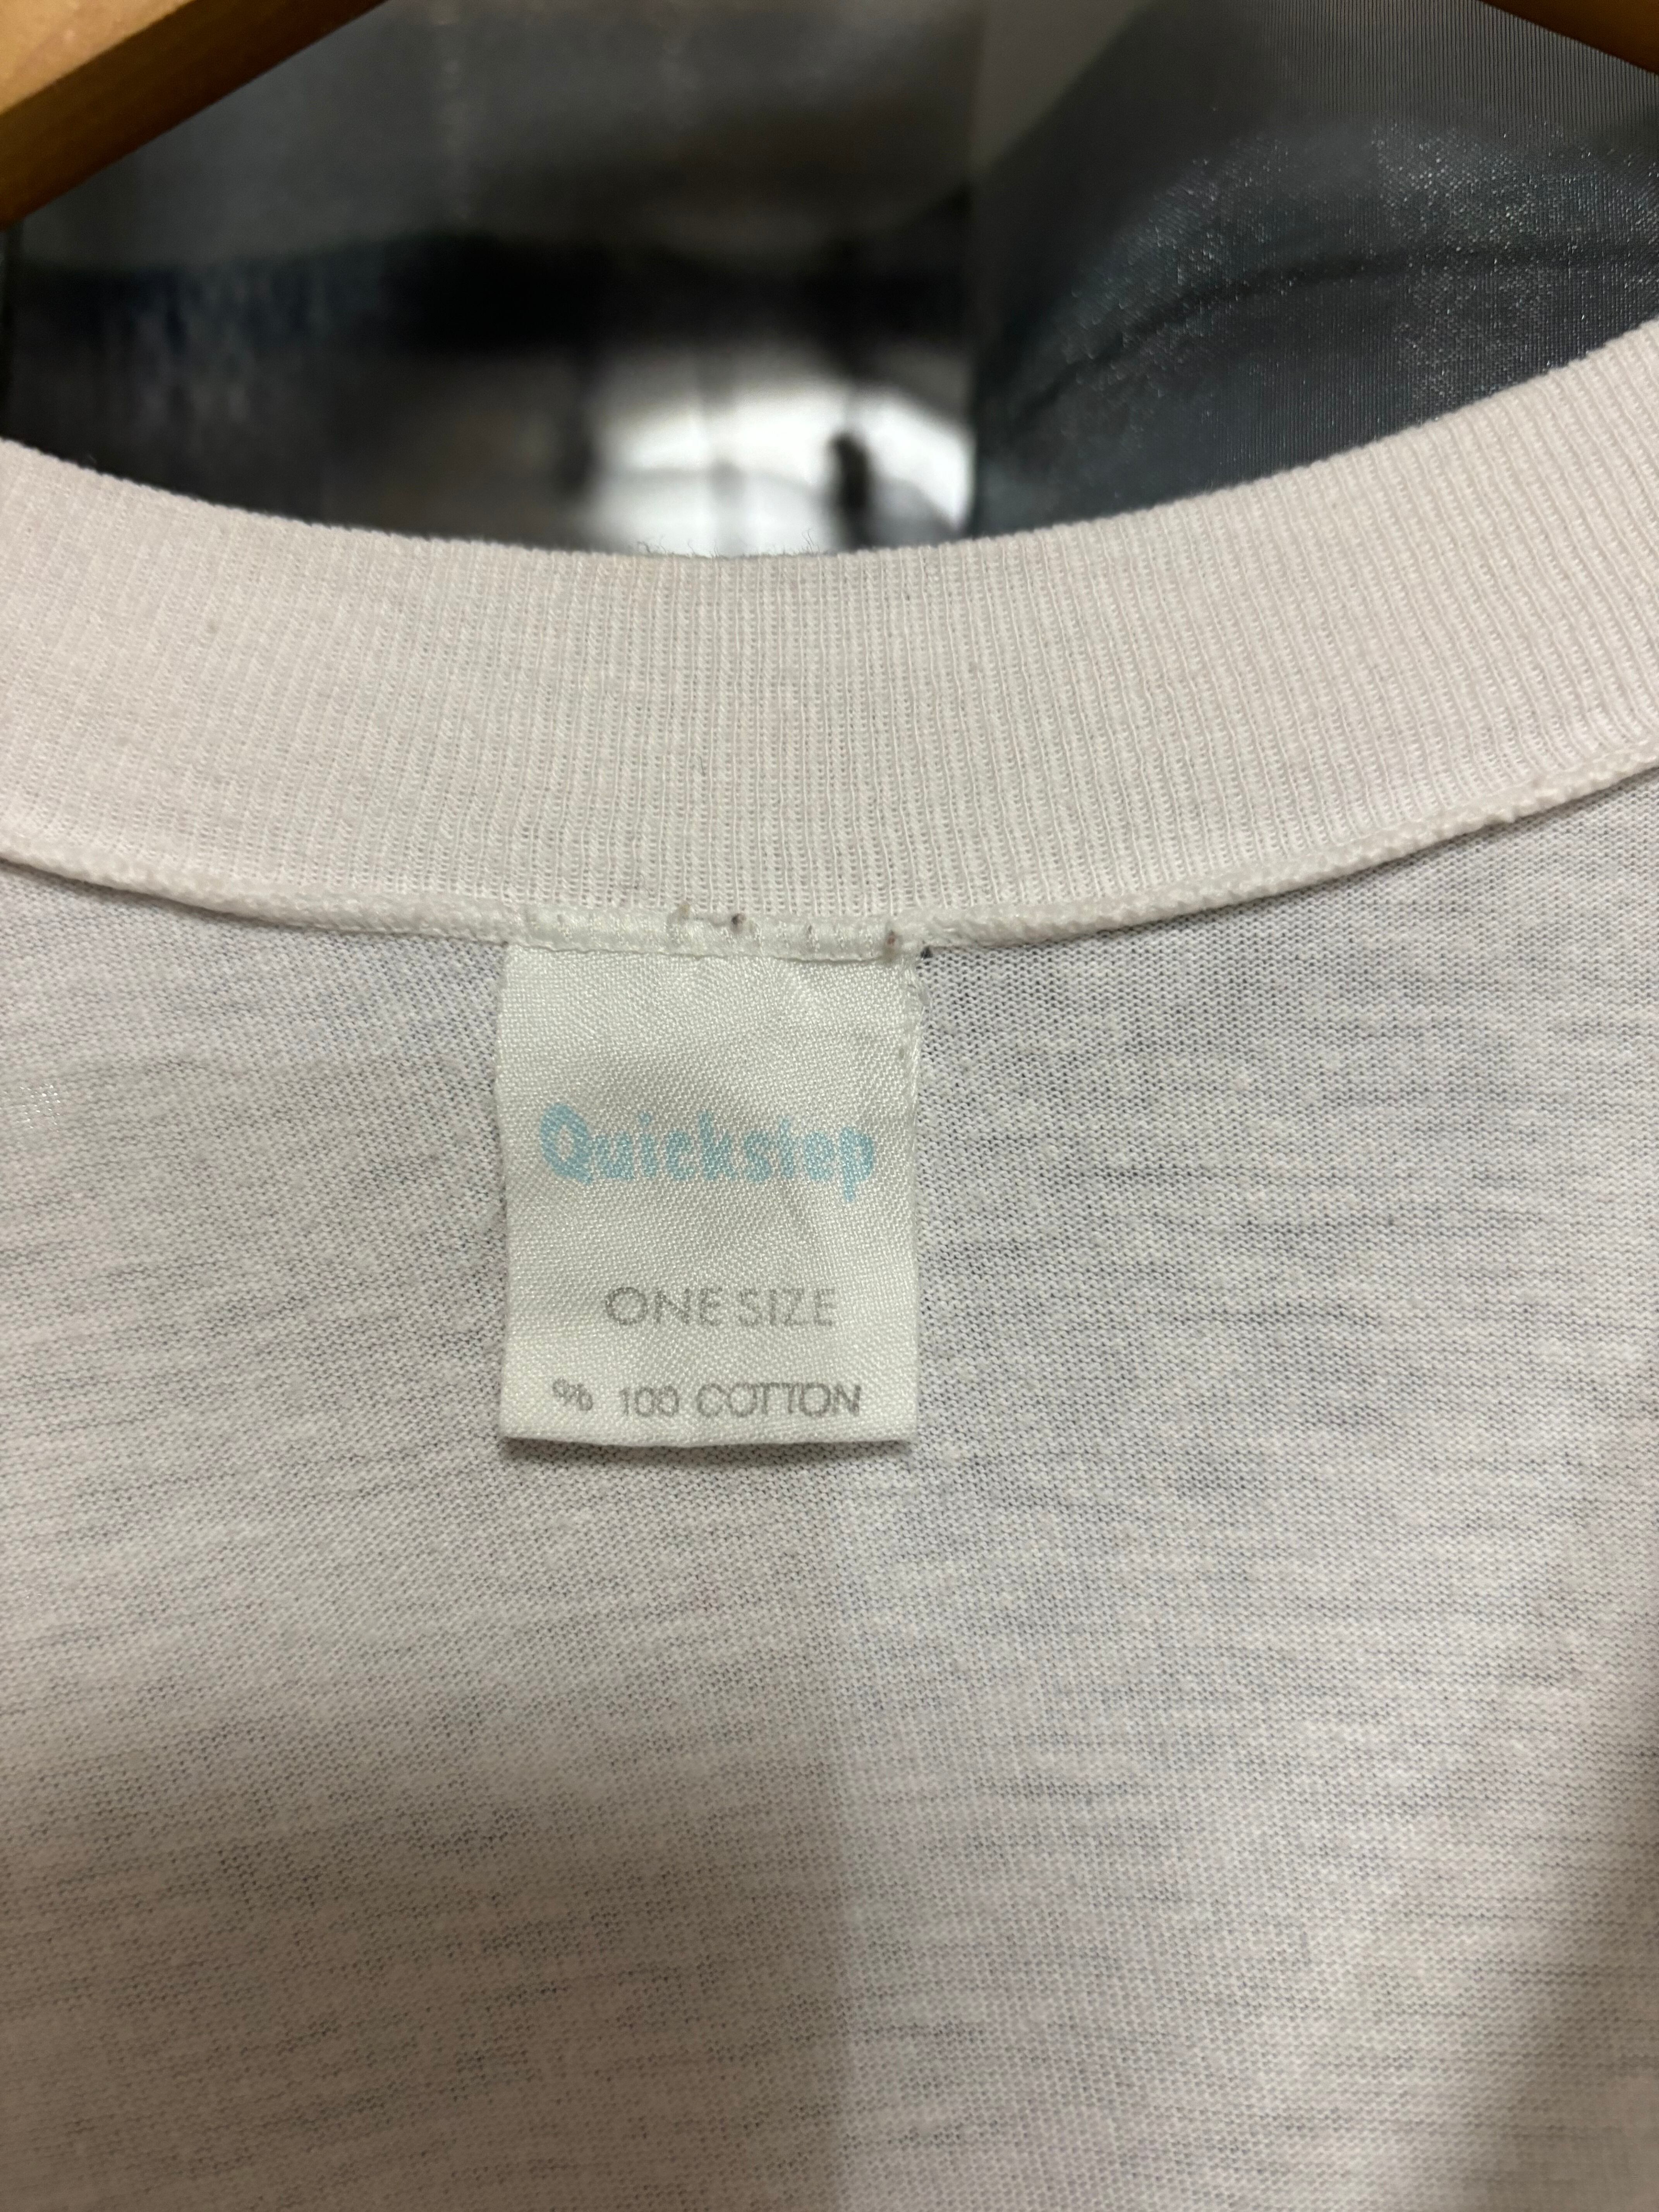 Quickstep
ONE SIZE
% 100 COTTON